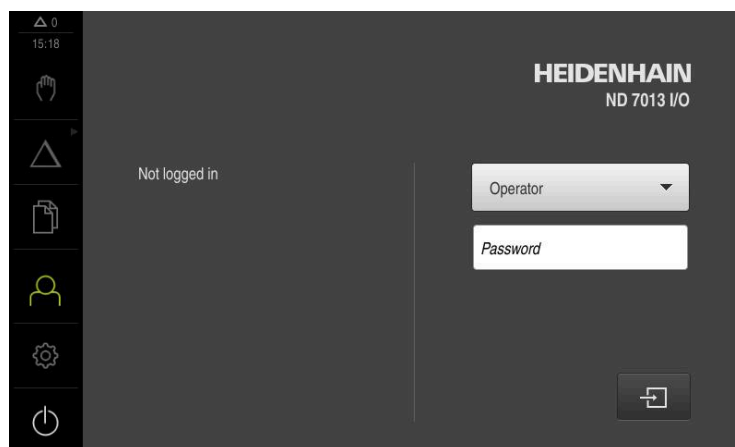 0
15:18
HEIDENHAIN
ND 7013 I/O
Not logged in
Operator
Password